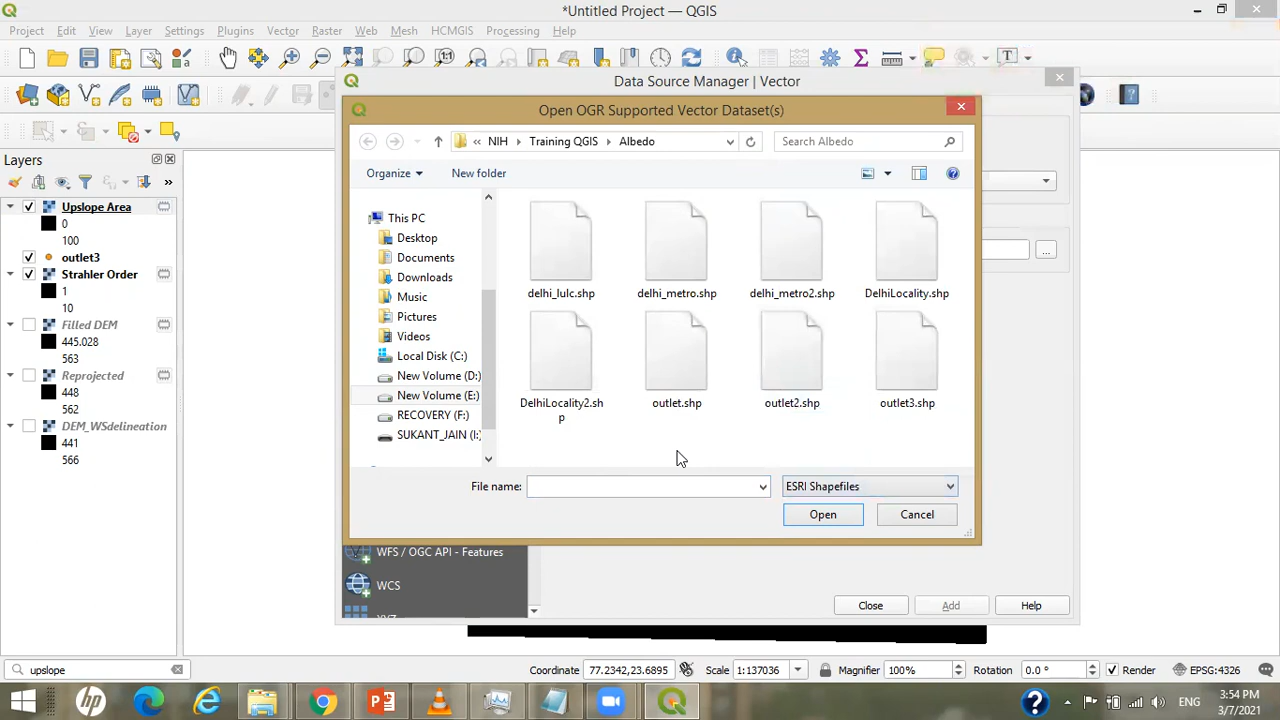 *Untitled Project — QGIS
Project Edit View Layer Settings Plugins Vector Raster Web Mesh HCMGIS Processing Help
Data Source Manager | Vector
Open OGR Supported Vector Dataset(s)
« NIH Training QGIS Albedo
Search Albedo
Organize New folder
Layers
Upslope Area
0
100
outlet3
Strahler Order
1
10
Filled DEM
445.028
563
Reprojected
448
562
DEM_WSdelineation
441
566
This PC
Desktop
Documents
Downloads
Music
Pictures
Videos
Local Disk (C:)
New Volume (D:)
New Volume (E:)
RECOVERY (F:)
SUKANT_JAIN (I:)
delhi_lulc.shp
delhi_metro.shp
delhi_metro2.shp
DelhiLocality.shp
DelhiLocality2.sh
p
outlet.shp
outlet2.shp
outlet3.shp
File name:
ESRI Shapefiles
Open Cancel
...
WFS / OGC API - Features
WCS
Close Add Help
upslope
Coordinate 77.2342,23.6895 Scale 1:137036 Magnifier 100% Rotation 0.0 ° Render EPSG:4326
3:54 PM
3/7/2021